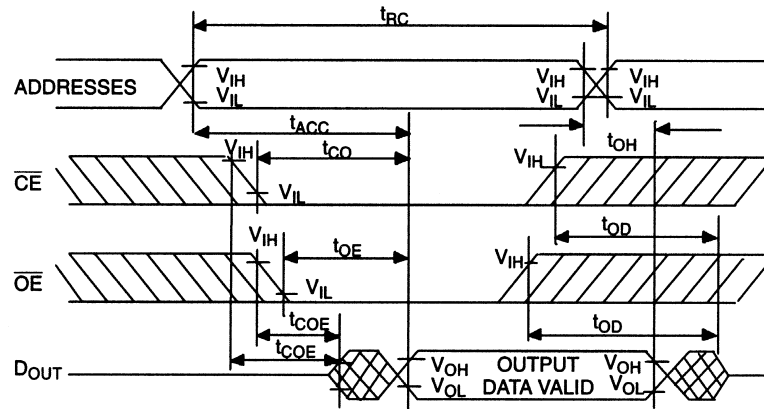 tRC
ADDRESSES
VIH
VIL
VIH
VIL
VIH
VIL
tACC
tOH
tCO
CE
VIH
VIL
VIH
tOD
OE
VIH
VIL
tOE
VIH
tCOE
tOD
tCOE
DOUT
VOH
VOL
OUTPUT
DATA VALID
VOH
VOL